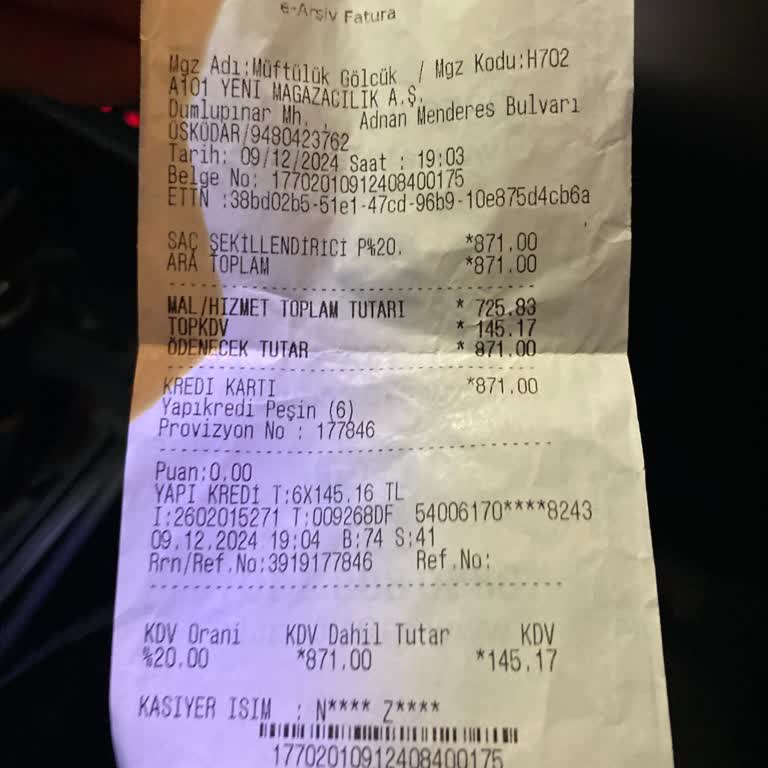 e-Arşiv Fatura
Mgz Adı:Müftülük Gölcük / Mgz Kodu:H702
A101 YENİ MAGAZACILIK A.Ş.
Dumlupınar Mh. , Adnan Menderes Bulvarı
ÜSKÜDAR/9480423762
Tarih: 09/12/2024 Saat : 19:03
Belge No: 17702010912408400175
ETTN :38bd02b5-51e1-47cd-96b9-10e875d4cb6a
SAÇ ŞEKİLLENDİRİCİ P%20. *871.00
ARA TOPLAM *871.00
MAL/HIZMET TOPLAM TUTARI * 725.83
TOPKDV * 145.17
ÖDENECEK TUTAR * 871.00
KREDI KARTI *871.00
Yapıkredi Peşin (6)
Provizyon No : 177846
Puan:0.00
YAPI KREDİ T:6X145.16 TL
I:2602015271 T:009268DF 54006170****8243
09.12.2024 19:04 B:74 S:41
Rrn/Ref.No:3919177846 Ref.No:
KDV Oranı KDV Dahil Tutar KDV
%20.00 *871.00 *145.17
KASIYER ISIM : N**** Z****
17702010912408400175